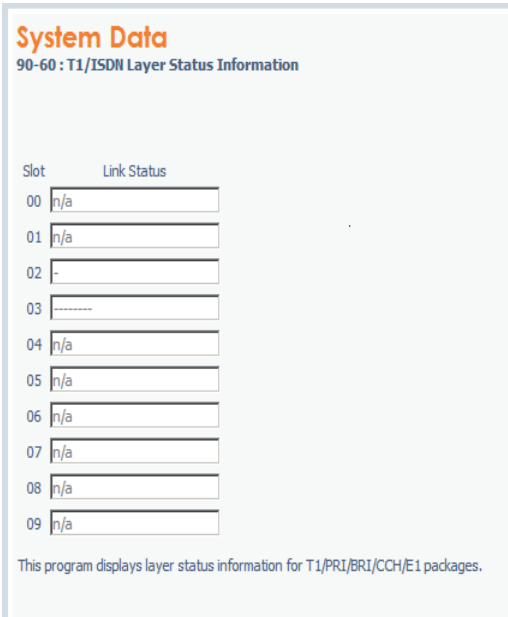 System Data
90-60 : T1/ISDN Layer Status Information
Slot Link Status
00 n/a
01 n/a
02 -
03 --------
04 n/a
05 n/a
06 n/a
07 n/a
08 n/a
09 n/a
This program displays layer status information for T1/PRI/BRI/CCH/E1 packages.